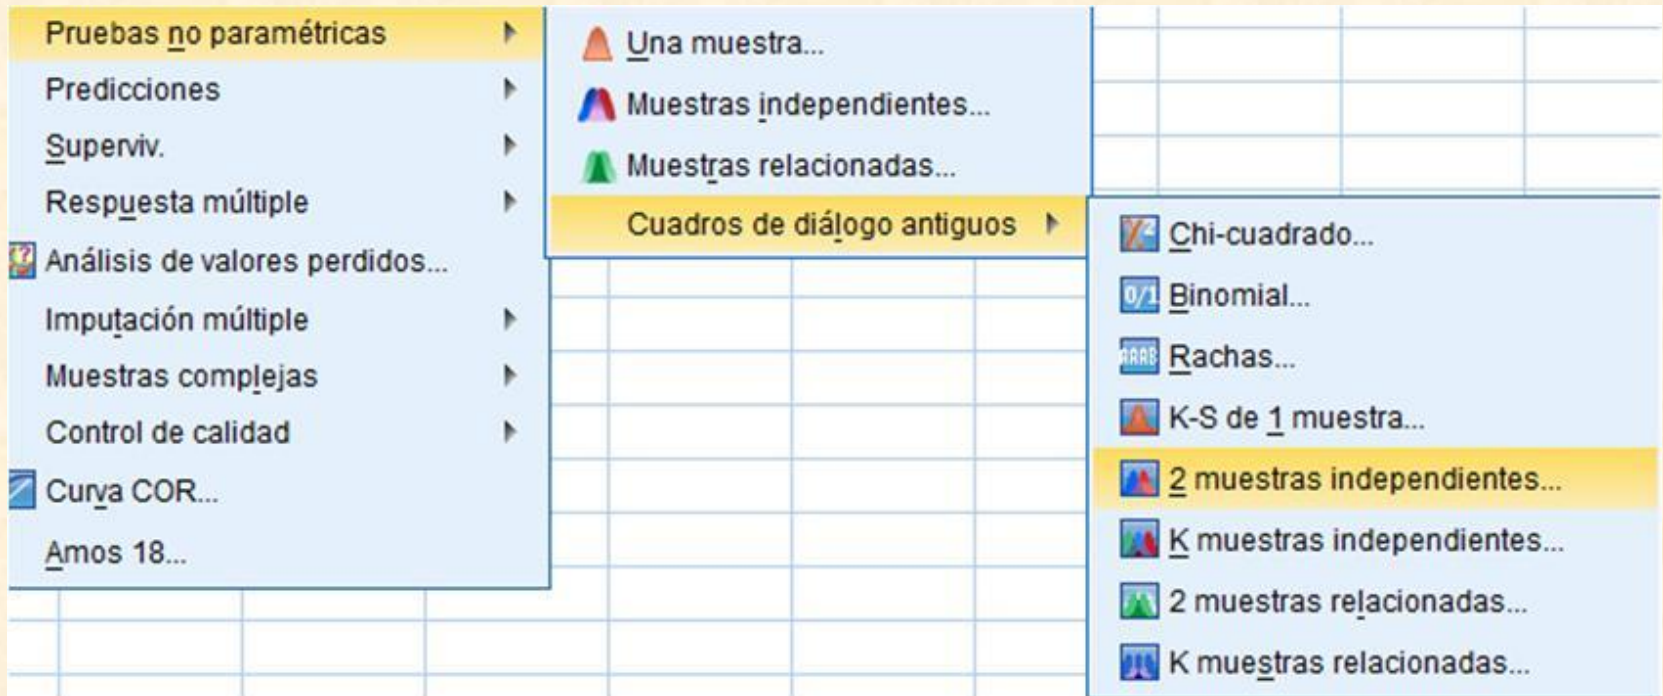 Pruebas no paramétricas
Predicciones
Superviv.
Respuesta múltiple
Análisis de valores perdidos...
Imputación múltiple
Muestras complejas
Control de calidad
Curva COR...
Amos 18...
Una muestra...
Muestras independientes...
Muestras relacionadas...
Cuadros de diálogo antiguos
Chi-cuadrado...
Binomial...
Rachas...
K-S de 1 muestra...
2 muestras independientes...
K muestras independientes...
2 muestras relacionadas...
K muestras relacionadas...